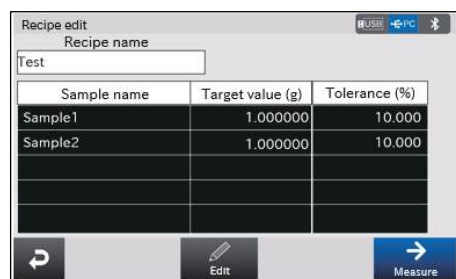 Recipe edit USB PC
Recipe name
Test
Sample name Target value (g) Tolerance (%)
Sample1 1.000000 10.000
Sample2 1.000000 10.000
Edit Measure